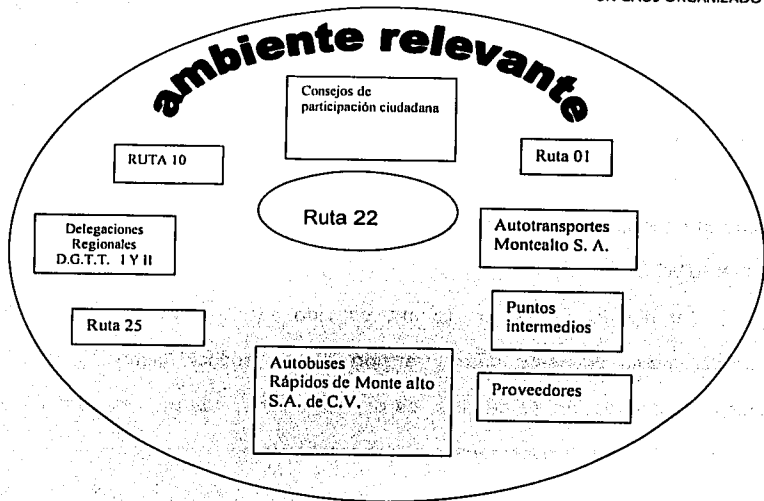 UN CAOS ORGANIZADO
ambiente relevante
Consejos de
participación ciudadana
RUTA 10
Ruta 01
Ruta 22
Delegaciones
Regionales
D.G.T.T. I Y II
Autotransportes
Montealto S. A.
Ruta 25
Puntos
intermedios
Autobuses
Rápidos de Monte alto
S.A. de C.V.
Proveedores